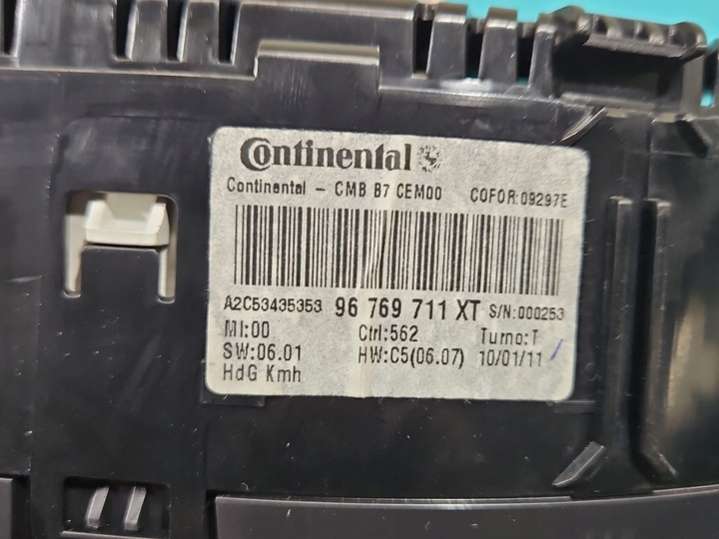 Continental
Continental - CMB B7 CEM00 COFOR:09297E
A2C53435353 96 769 711 XT S/N:000253
MI:00 Ctrl:562 Turno:T
SW:06.01 HW:C5(06.07) 10/01/11
HdG Kmh